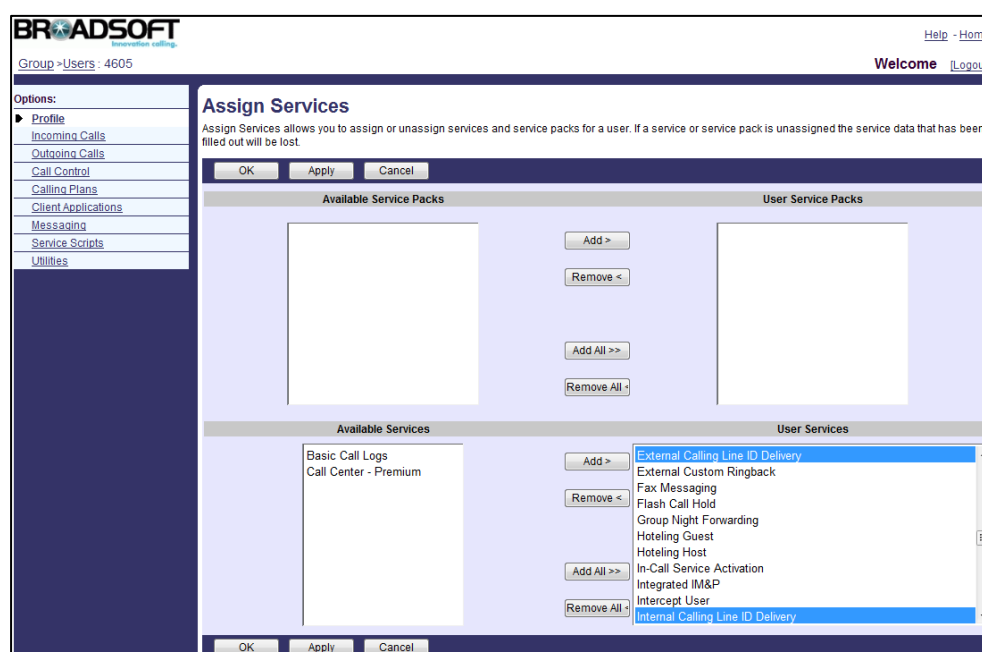 BROADSOFT
Innovation calling.
Help - Hom
Group >Users : 4605
Welcome [Logou
Options:
Profile
Incoming Calls
Outgoing Calls
Call Control
Calling Plans
Client Applications
Messaging
Service Scripts
Utilities
Assign Services
Assign Services allows you to assign or unassign services and service packs for a user. If a service or service pack is unassigned the service data that has been
filled out will be lost.
OK Apply Cancel
Available Service Packs User Service Packs
Add >
Remove <
Add All >>
Remove All <
Available Services User Services
Basic Call Logs
Call Center - Premium
Add >
Remove <
Add All >>
Remove All <
External Calling Line ID Delivery
External Custom Ringback
Fax Messaging
Flash Call Hold
Group Night Forwarding
Hoteling Guest
Hoteling Host
In-Call Service Activation
Integrated IM&P
Intercept User
Internal Calling Line ID Delivery
OK Apply Cancel